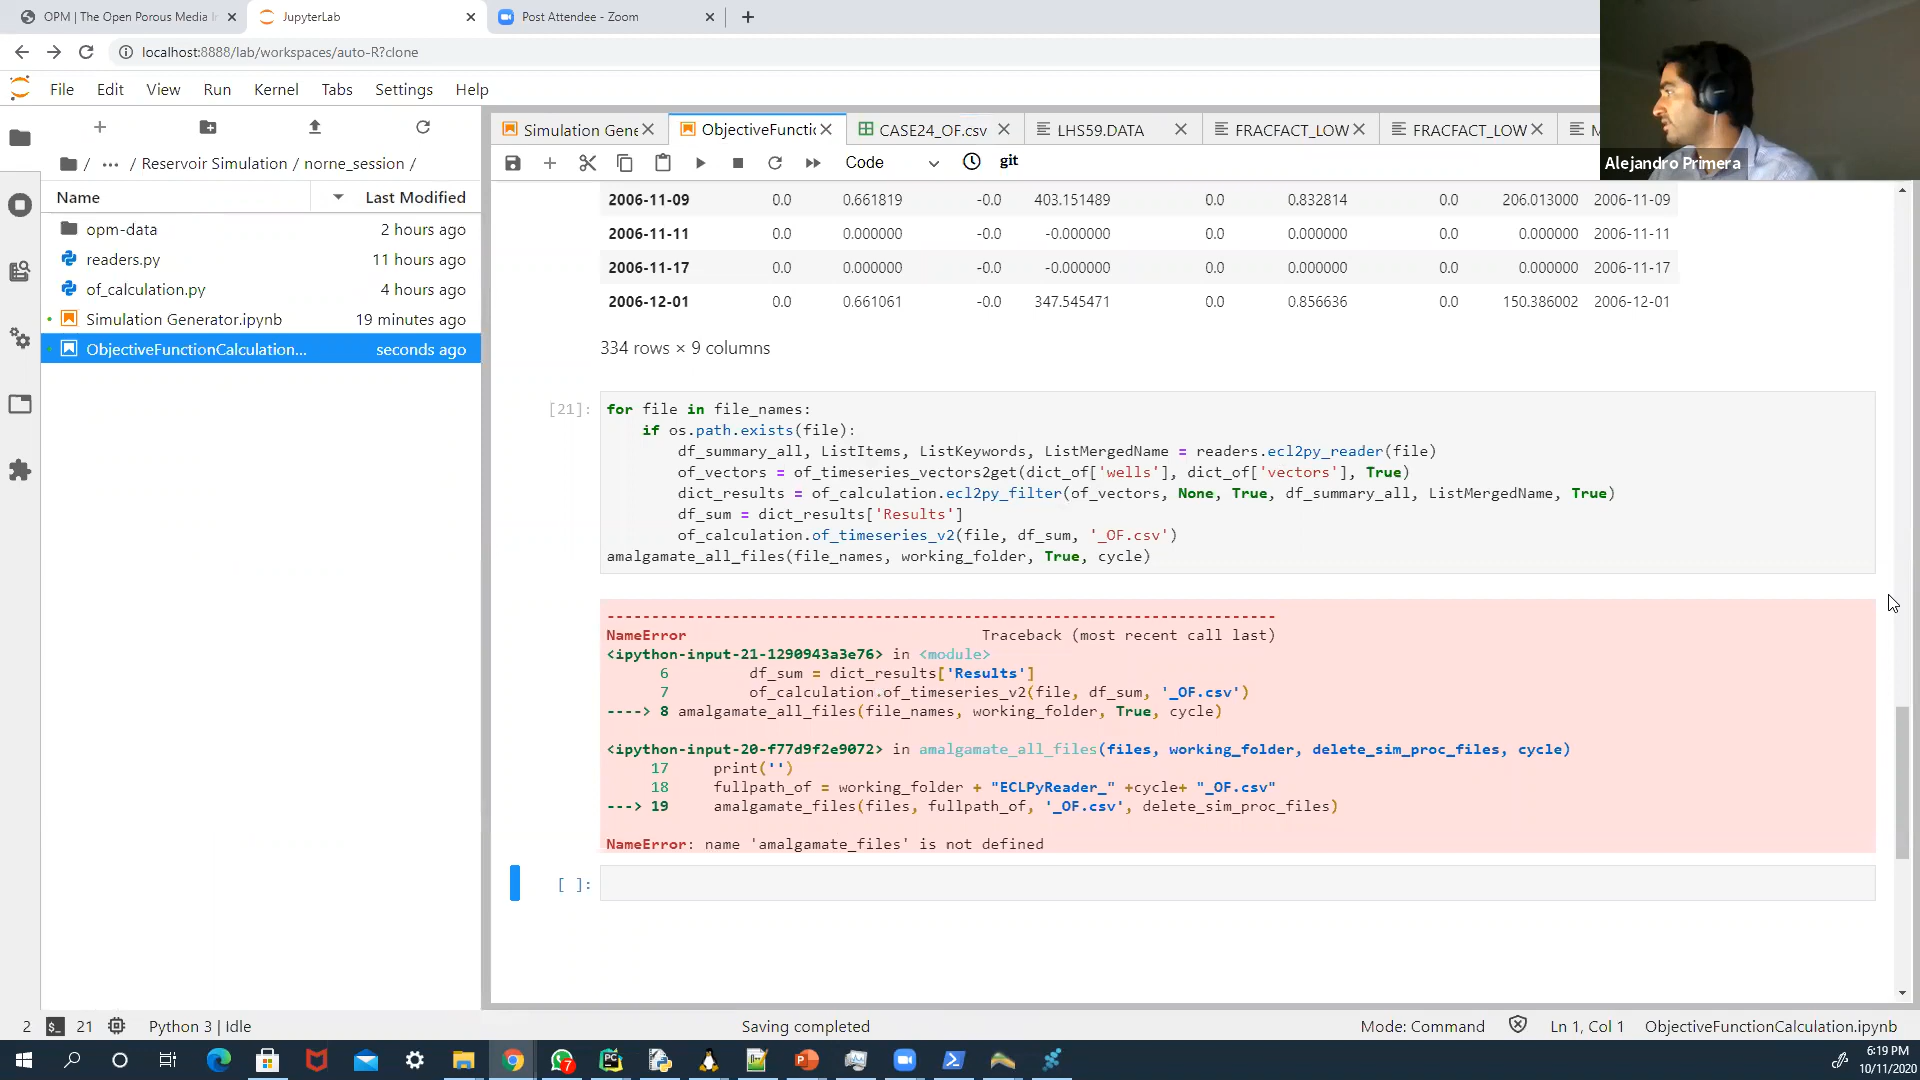 OPM | The Open Porous Media I
JupyterLab
Post Attendee - Zoom
localhost:8888/lab/workspaces/auto-R?clone
File Edit View Run Kernel Tabs Settings Help
Simulation Gene
ObjectiveFuncti
CASE24_OF.csv
LHS59.DATA
FRACFACT_LOW
FRACFACT_LOW
M
Alejandro Primera
/ ··· / Reservoir Simulation / norne_session /
Code
git
Name Last Modified
opm-data 2 hours ago
readers.py 11 hours ago
of_calculation.py 4 hours ago
Simulation Generator.ipynb 19 minutes ago
ObjectiveFunctionCalculation... seconds ago
2006-11-09 0.0 0.661819 -0.0 403.151489 0.0 0.832814 0.0 206.013000 2006-11-09
2006-11-11 0.0 0.000000 -0.0 -0.000000 0.0 0.000000 0.0 0.000000 2006-11-11
2006-11-17 0.0 0.000000 -0.0 -0.000000 0.0 0.000000 0.0 0.000000 2006-11-17
2006-12-01 0.0 0.661061 -0.0 347.545471 0.0 0.856636 0.0 150.386002 2006-12-01
334 rows × 9 columns
[21]:
for file in file_names:
if os.path.exists(file):
df_summary_all, ListItems, ListKeywords, ListMergedName = readers.ecl2py_reader(file)
of_vectors = of_timeseries_vectors2get(dict_of['wells'], dict_of['vectors'], True)
dict_results = of_calculation.ecl2py_filter(of_vectors, None, True, df_summary_all, ListMergedName, True)
df_sum = dict_results['Results']
of_calculation.of_timeseries_v2(file, df_sum, '_OF.csv')
amalgamate_all_files(file_names, working_folder, True, cycle)
---------------------------------------------------------------------------
NameError Traceback (most recent call last)
<ipython-input-21-1290943a3e76> in <module>
6 df_sum = dict_results['Results']
7 of_calculation.of_timeseries_v2(file, df_sum, '_OF.csv')
----> 8 amalgamate_all_files(file_names, working_folder, True, cycle)
<ipython-input-20-f77d9f2e9072> in amalgamate_all_files(files, working_folder, delete_sim_proc_files, cycle)
17 print('')
18 fullpath_of = working_folder + "ECLPyReader_" +cycle+ "_OF.csv"
---> 19 amalgamate_files(files, fullpath_of, '_OF.csv', delete_sim_proc_files)
NameError: name 'amalgamate_files' is not defined
[ ]:
2 21 Python 3 | Idle Saving completed Mode: Command Ln 1, Col 1 ObjectiveFunctionCalculation.ipynb
6:19 PM
10/11/2020